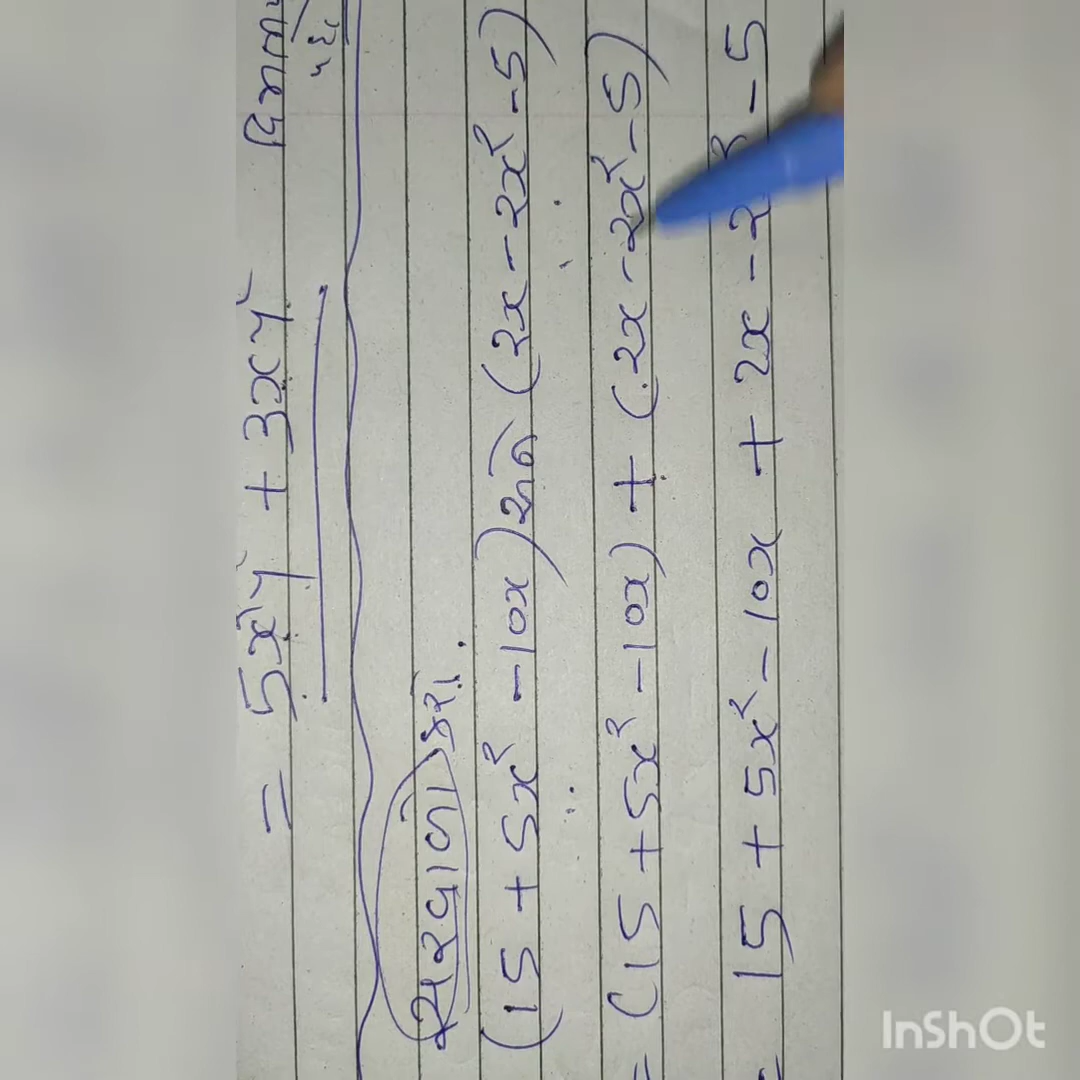 = 5x²y + 3xy
સરવાળો કરો.
(15 + 5x² - 10x) અને (2x - 2x² - 5)
= (15 + 5x² - 10x) + (2x - 2x² - 5)
= 15 + 5x² - 10x + 2x - 2x² - 5
InShOt